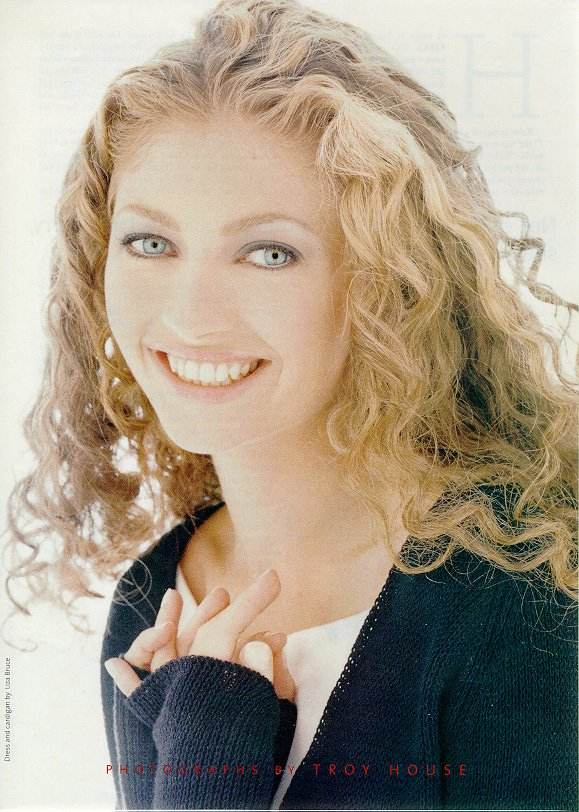 Dress and cardigan by: Liza Bruce
PHOTOGRAPHS BY TROY HOUSE